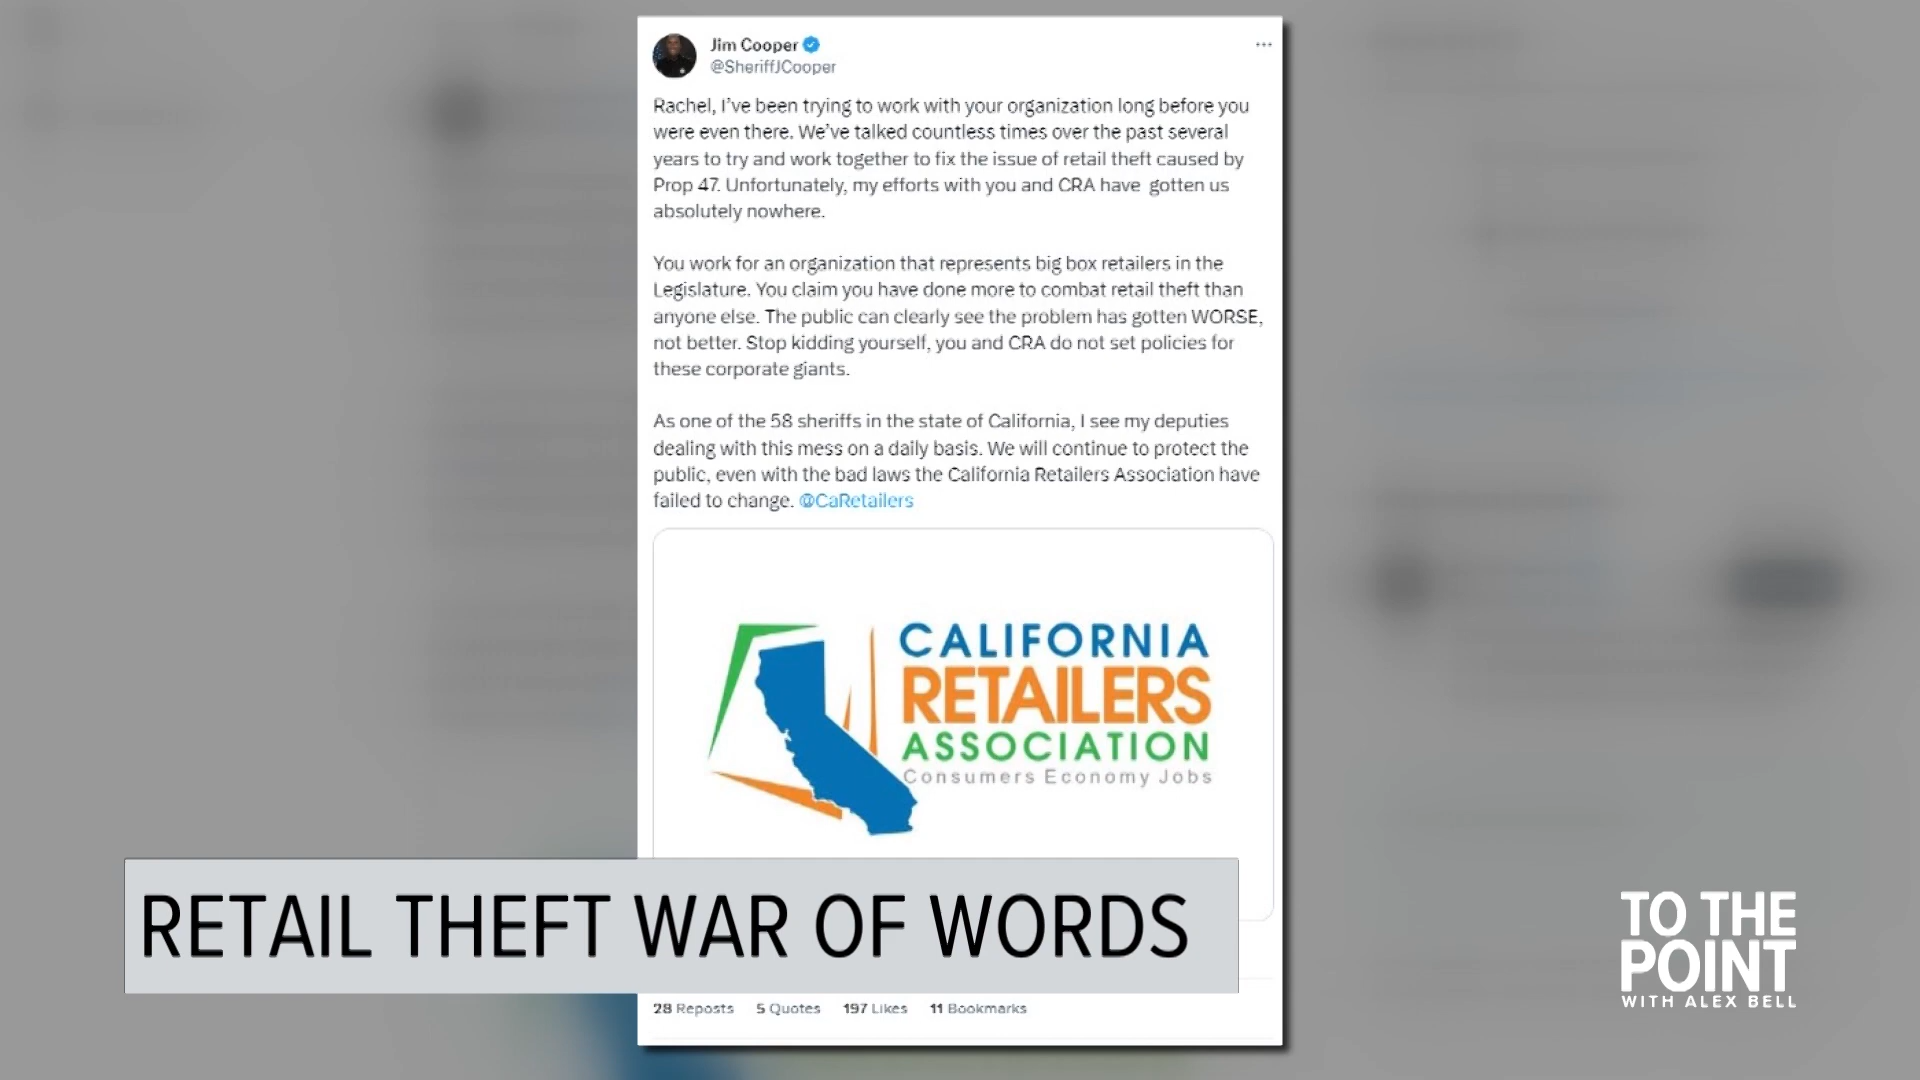 Jim Cooper
@SheriffJCooper
Rachel, I've been trying to work with your organization long before you
were even there. We've talked countless times over the past several
years to try and work together to fix the issue of retail theft caused by
Prop 47. Unfortunately, my efforts with you and CRA have gotten us
absolutely nowhere.
You work for an organization that represents big box retailers in the
Legislature. You claim you have done more to combat retail theft than
anyone else. The public can clearly see the problem has gotten WORSE,
not better. Stop kidding yourself, you and CRA do not set policies for
these corporate giants.
As one of the 58 sheriffs in the state of California, I see my deputies
dealing with this mess on a daily basis. We will continue to protect the
public, even with the bad laws the California Retailers Association have
failed to change. @CaRetailers
CALIFORNIA
RETAILERS
ASSOCIATION
Consumers Economy Jobs
RETAIL THEFT WAR OF WORDS
28 Reposts 5 Quotes 197 Likes 11 Bookmarks
TO THE
POINT
WITH ALEX BELL